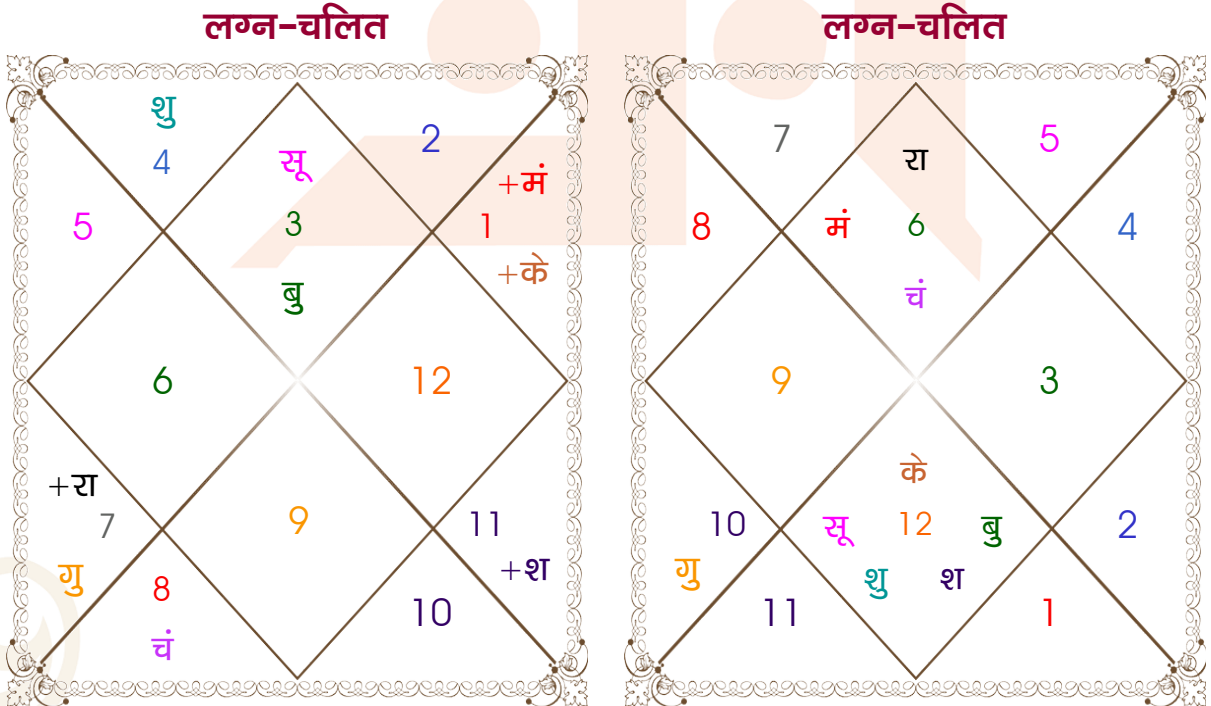 लग्न-चलित
शु
4
2
सू
+मं
5
3
1
+के
बु
6
12
+रा
7
9
11
गु
+श
8
10
चं
लग्न-चलित
7
5
रा
8
मं
6
4
चं
9
3
के
10
सू
12
बु
2
गु
शु
श
11
1